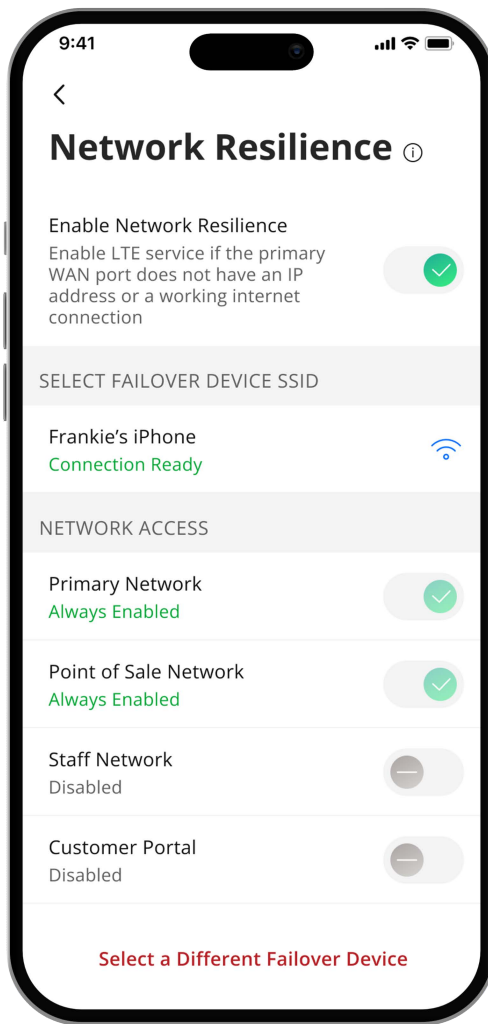 9:41
Network Resilience
Enable Network Resilience
Enable LTE service if the primary
WAN port does not have an IP
address or a working internet
connection
SELECT FAILOVER DEVICE SSID
Frankie’s iPhone
Connection Ready
NETWORK ACCESS
Primary Network
Always Enabled
Point of Sale Network
Always Enabled
Staff Network
Disabled
Customer Portal
Disabled
Select a Different Failover Device